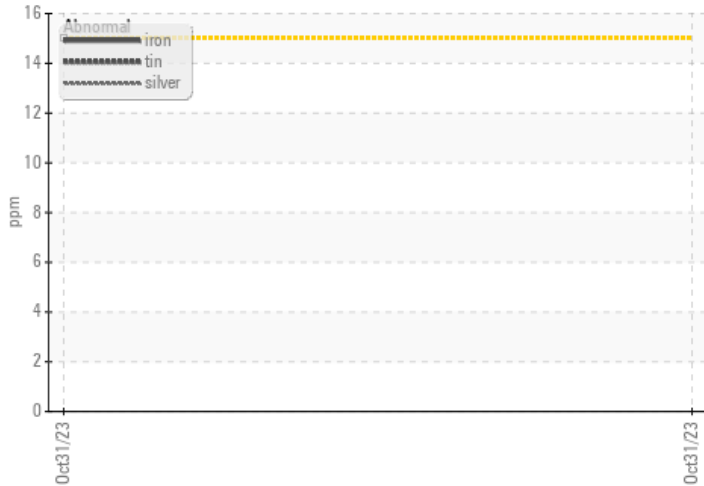 16
14
12
10
8
6
4
2
0
ppm
Abnormal
iron
tin
silver
Oct31/23
Oct31/23